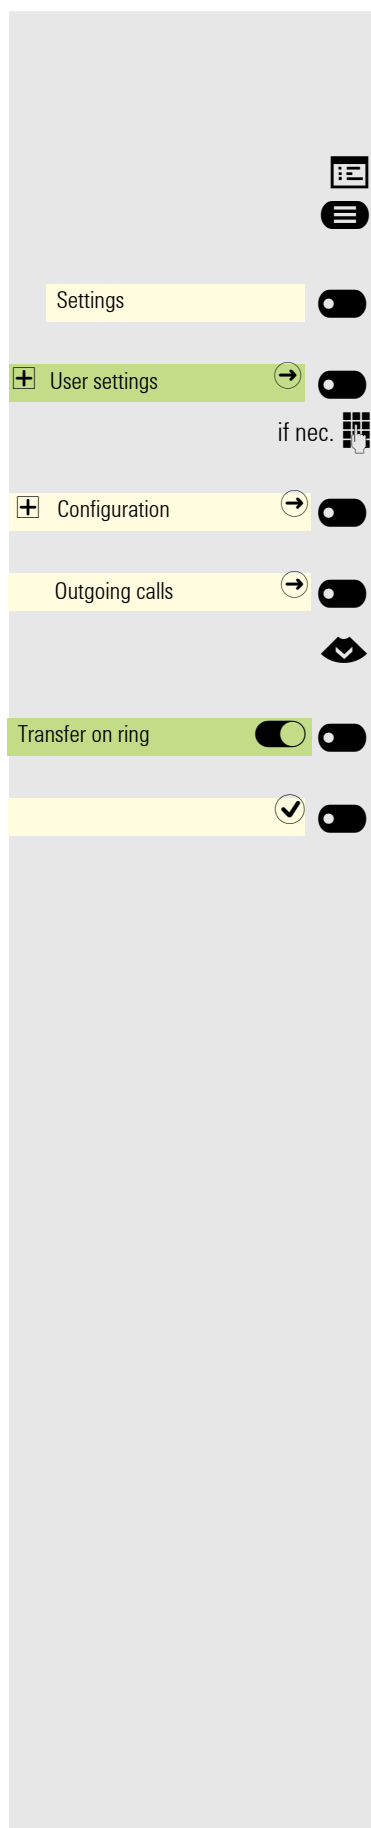 Settings
User settings
if nec.
Configuration
Outgoing calls
Transfer on ring